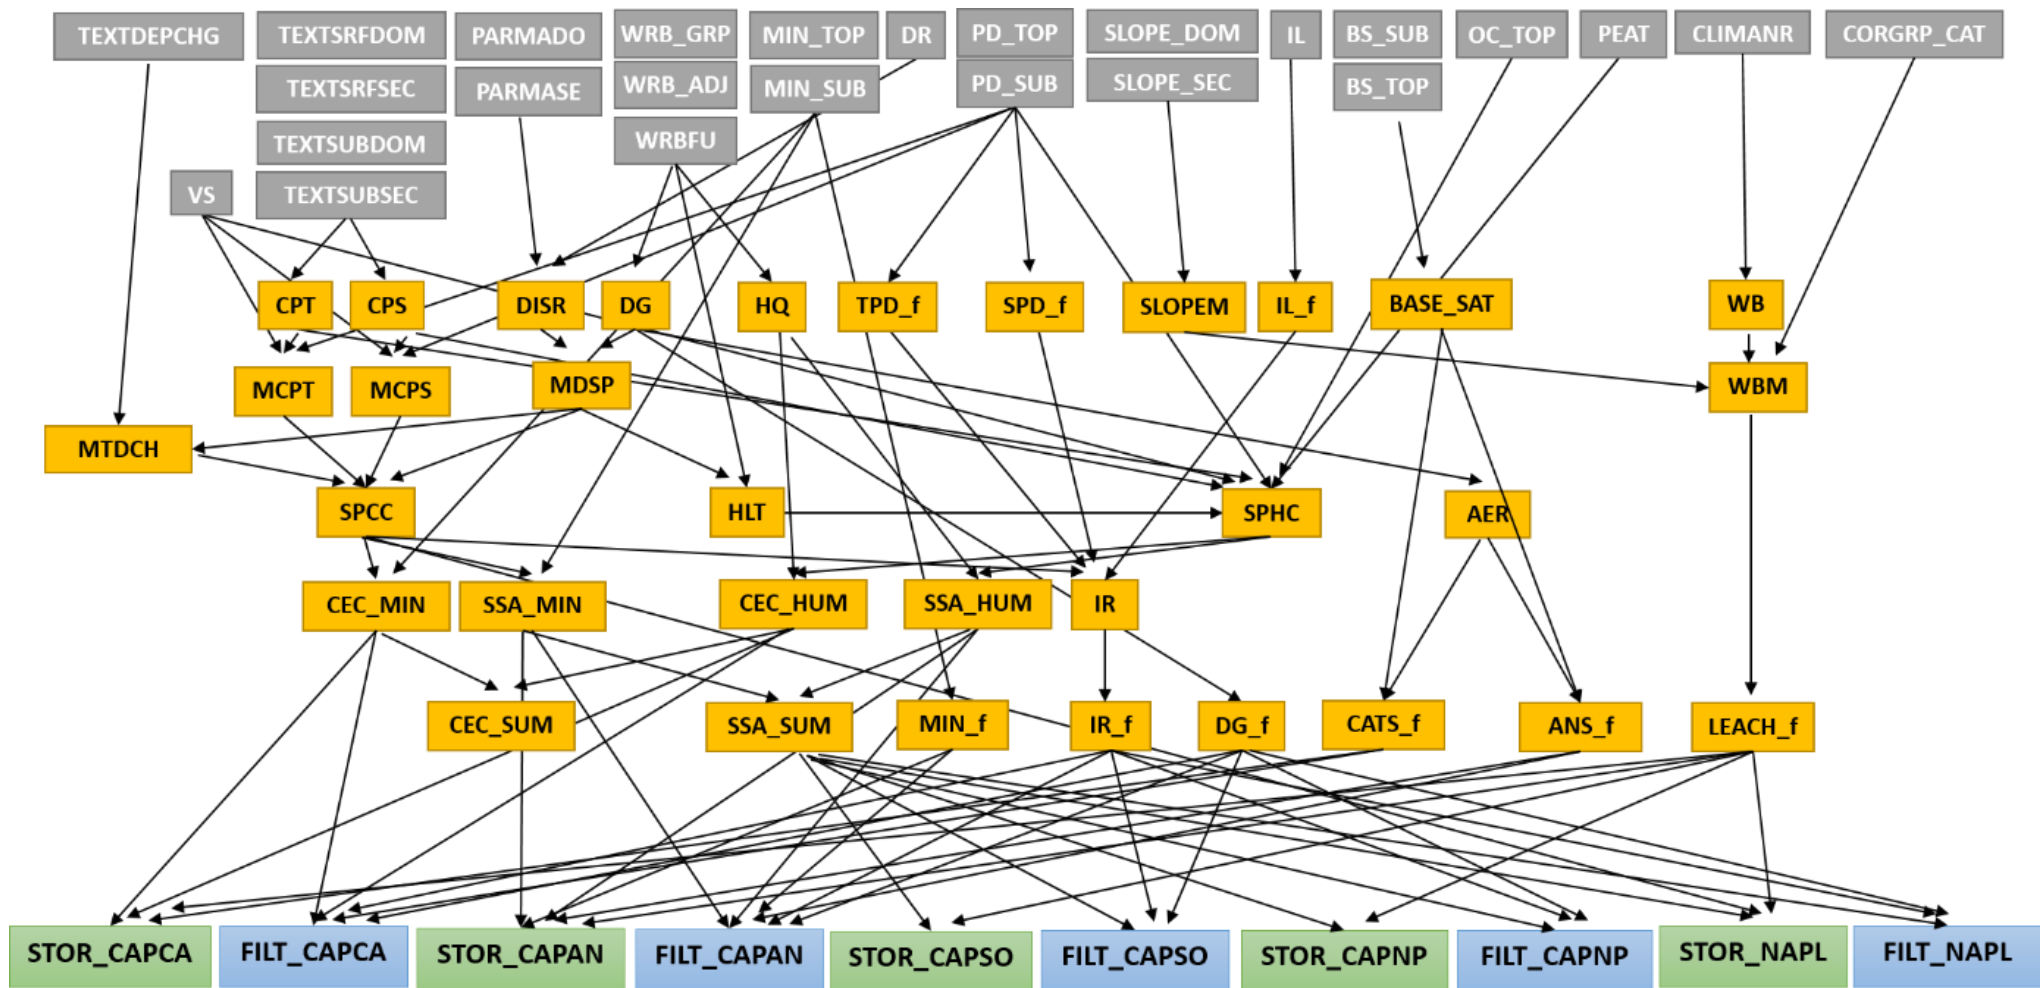 TEXTDEPCHG
TEXTSRFDOM
PARMADO
WRB_GRP
MIN_TOP
DR
PD_TOP
SLOPE_DOM
IL
BS_SUB
OC_TOP
PEAT
CLIMANR
CORGRP_CAT
TEXTSRFSEC
PARMASE
WRB_ADJ
MIN_SUB
PD_SUB
SLOPE_SEC
BS_TOP
TEXTSUBDOM
WRBFU
VS
TEXTSUBSEC
CPT
CPS
DISR
DG
HQ
TPD_f
SPD_f
SLOPEM
IL_f
BASE_SAT
WB
MCPT
MCPS
MDSP
WBM
MTDCH
SPCC
HLT
SPHC
AER
CEC_MIN
SSA_MIN
CEC_HUM
SSA_HUM
IR
CEC_SUM
SSA_SUM
MIN_f
IR_f
DG_f
CATS_f
ANS_f
LEACH_f
STOR_CAPCA
FILT_CAPCA
STOR_CAPAN
FILT_CAPAN
STOR_CAPSO
FILT_CAPSO
STOR_CAPNP
FILT_CAPNP
STOR_NAPL
FILT_NAPL